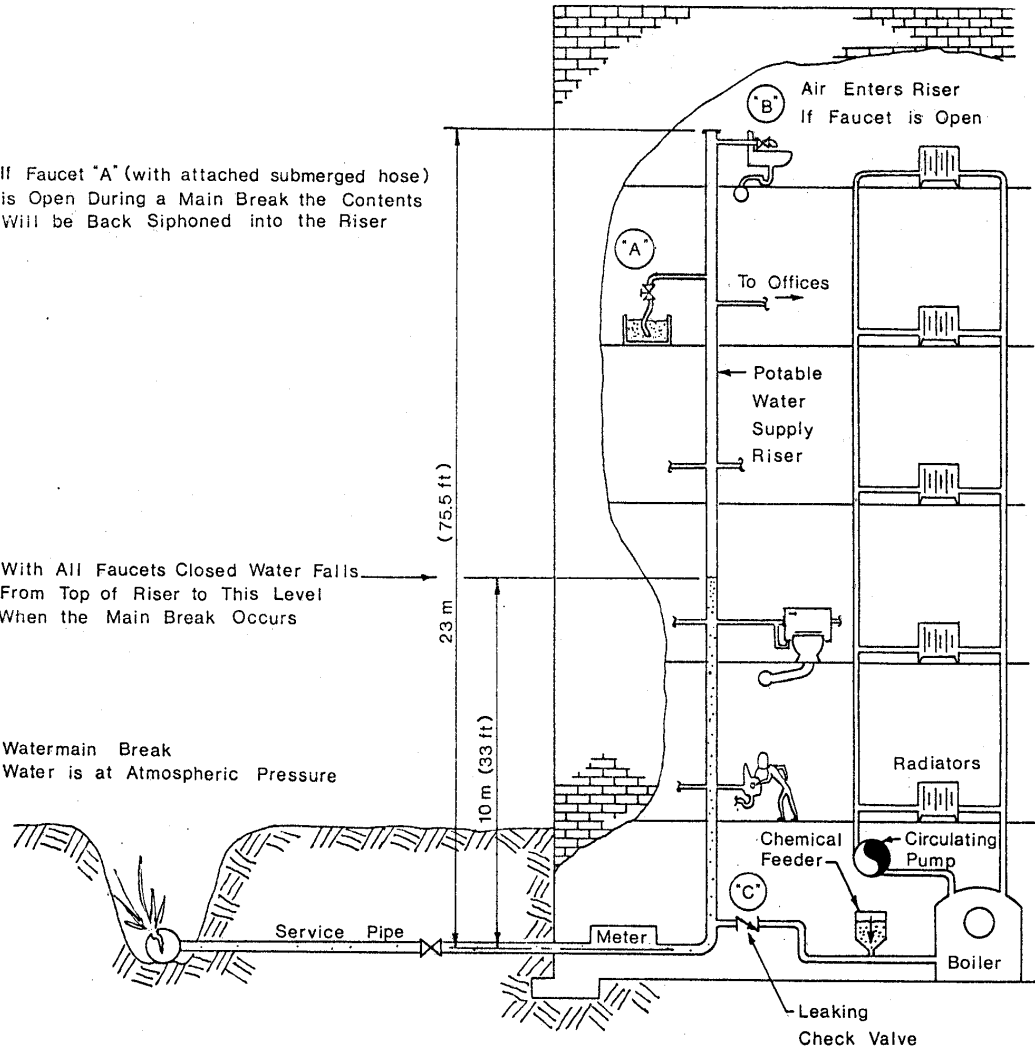 "B"
Air Enters Riser
If Faucet is Open
If Faucet "A" (with attached submerged hose)
is Open During a Main Break the Contents
Will be Back Siphoned into the Riser
"A"
To Offices
Potable
Water
Supply
Riser
23 m (75.5 ft)
With All Faucets Closed Water Falls
From Top of Riser to This Level
When the Main Break Occurs
10 m (33 ft)
Watermain Break
Water is at Atmospheric Pressure
Radiators
Chemical
Feeder
Circulating
Pump
"C"
Service Pipe
Meter
Boiler
Leaking
Check Valve